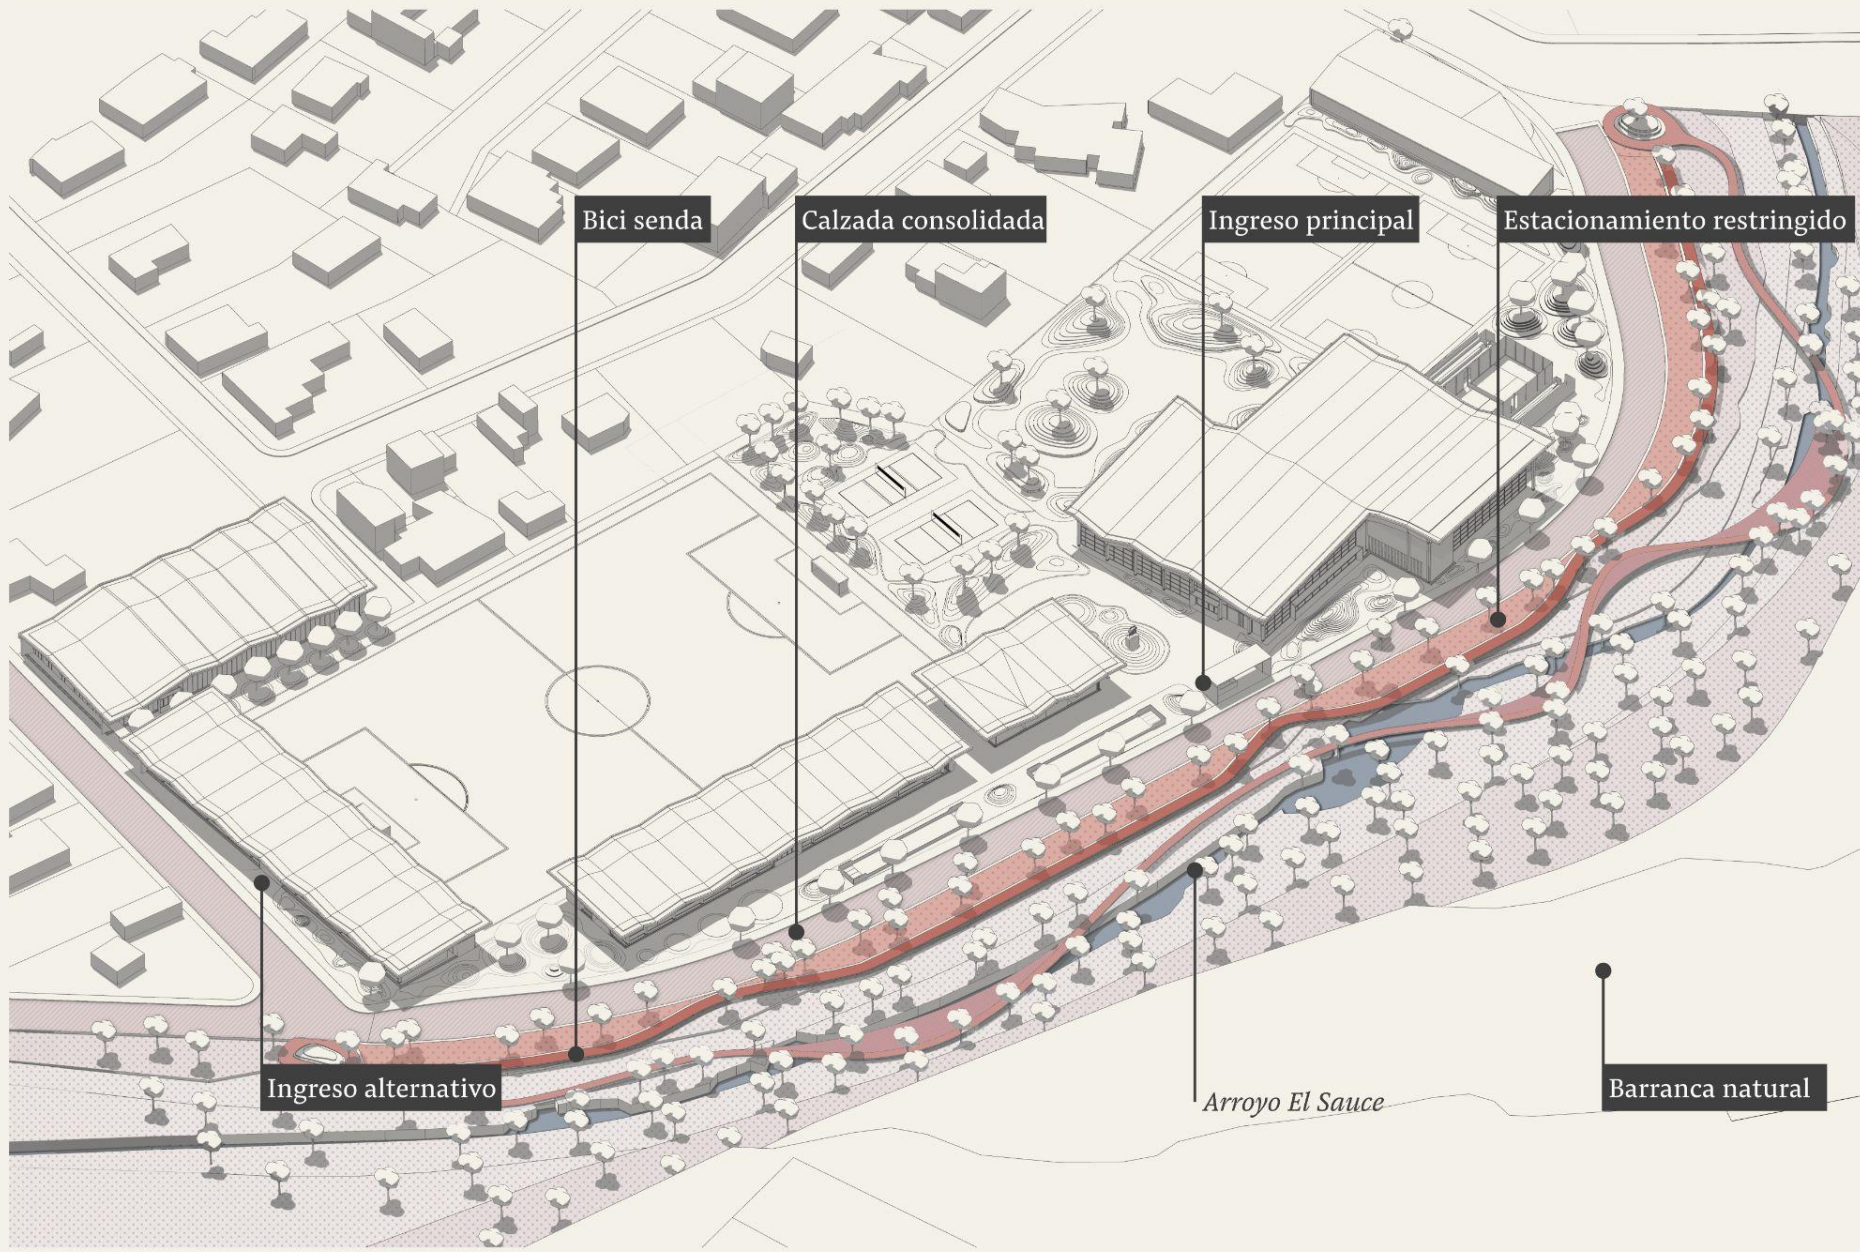 Bici senda
Calzada consolidada
Ingreso principal
Estacionamiento restringido
Ingreso alternativo
Arroyo El Sauce
Barranca natural